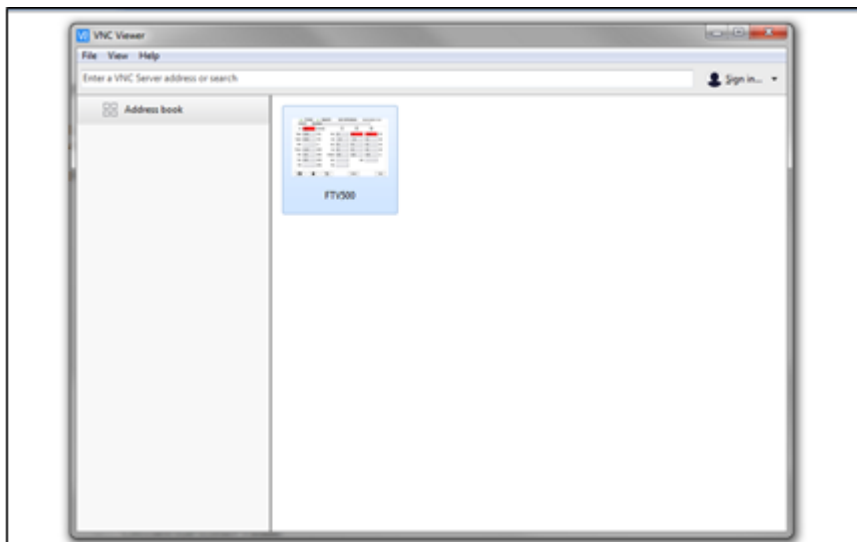 VNC Viewer
File View Help
Enter a VNC Server address or search
Sign in...
Address book
FTV500